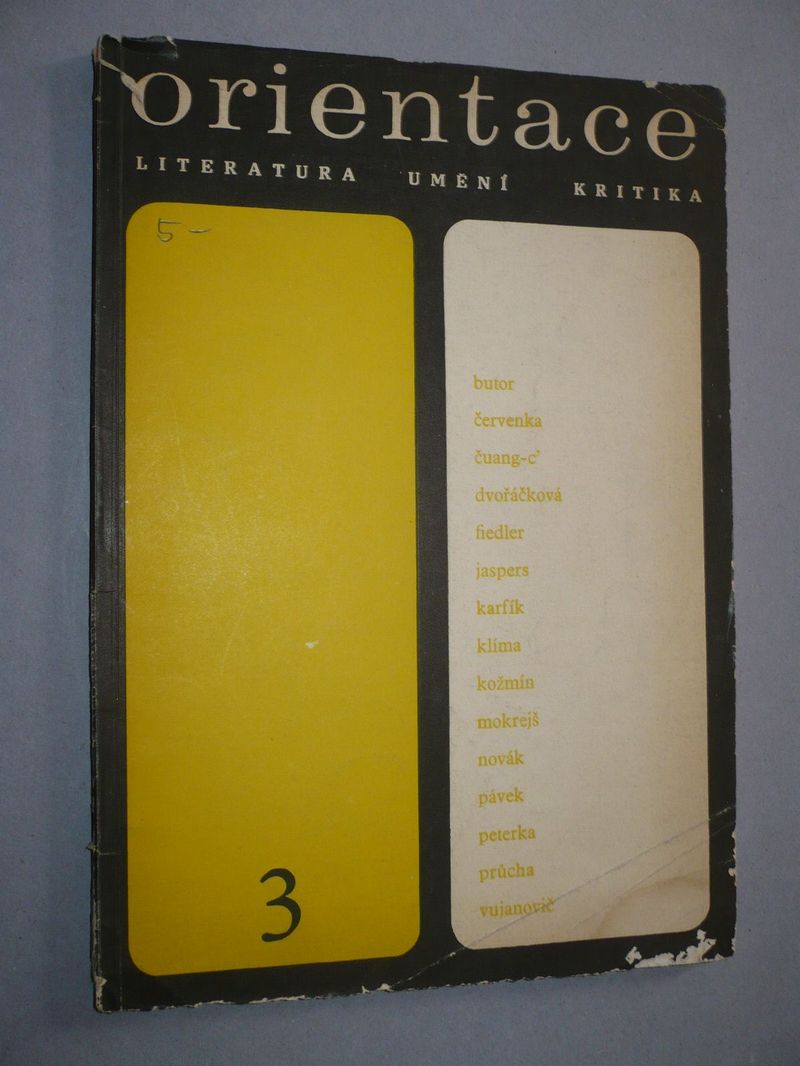 orientace
LITERATURA UMĚNÍ KRITIKA
5 -
butor
červenka
čuang-c’
dvořáčková
fiedler
jaspers
karfík
klíma
kožmín
mokrejš
novák
pávek
peterka
průcha
vujanovič
3